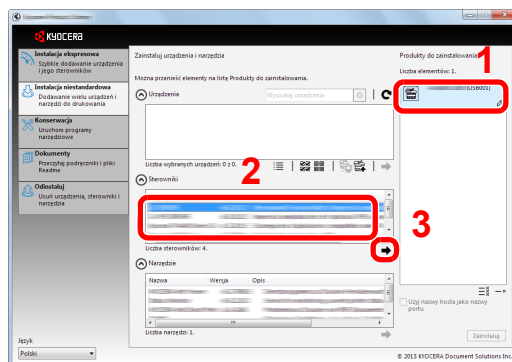 KYOCERA
Instalacja ekspresowa
Szybkie dodawanie urządzenia
i jego sterowników
Instalacja niestandardowa
Dodawanie wielu urządzeń i
narzędzi do drukowania
Konserwacja
Uruchom programy
narzędziowe
Dokumenty
Przeczytaj podręczniki i pliki
Readme
Odinstaluj
Usuń urządzenia, sterowniki i
narzędzia
Język
Polski
Zainstaluj urządzenia i narzędzia
Można przenieść elementy na listę Produkty do zainstalowania.
Urządzenia
Wyszukaj urządzenia
Liczba wybranych urządzeń: 0 z 0.
2
Sterowniki
3
Liczba sterowników: 4.
Narzędzie
Nazwa Wersja Opis
Liczba narzędzi: 1.
Produkty do zainstalowania
1
Liczba elementów: 1.
(USB001)
Użyj nazwy hosta jako nazwy
portu
Zainstaluj
© 2013 KYOCERA Document Solutions Inc.